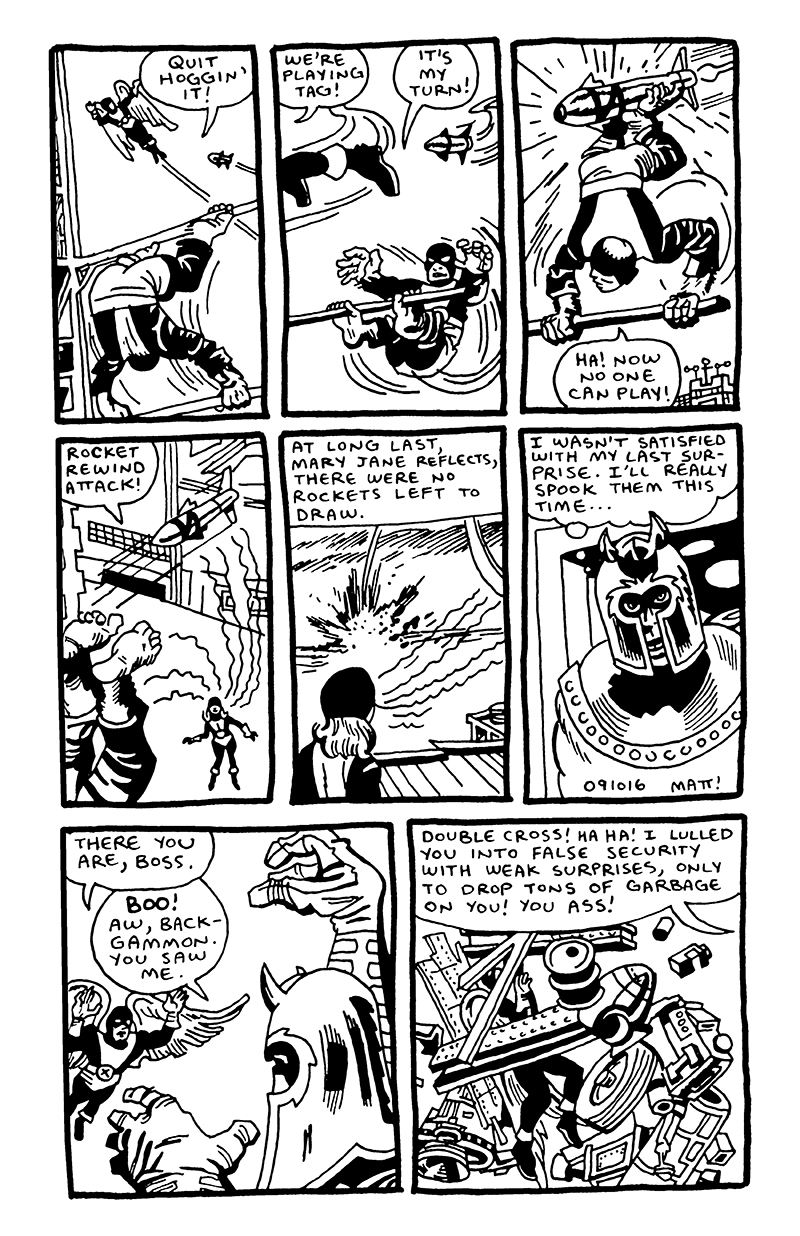 QUIT
HOGGIN'
IT!
WE'RE
PLAYING
TAG!
IT'S
MY
TURN!
HA! NOW
NO ONE
CAN PLAY!
ROCKET
REWIND
ATTACK!
AT LONG LAST,
MARY JANE REFLECTS,
THERE WERE NO
ROCKETS LEFT TO
DRAW.
I WASN'T SATISFIED
WITH MY LAST SUR-
PRISE. I'LL REALLY
SPOOK THEM THIS
TIME...
091016 MATT!
THERE YOU
ARE, BOSS.
BOO!
AW, BACK-
GAMMON.
YOU SAW
ME.
X
DOUBLE CROSS! HA HA! I LULLED
YOU INTO FALSE SECURITY
WITH WEAK SURPRISES, ONLY
TO DROP TONS OF GARBAGE
ON YOU! YOU ASS!